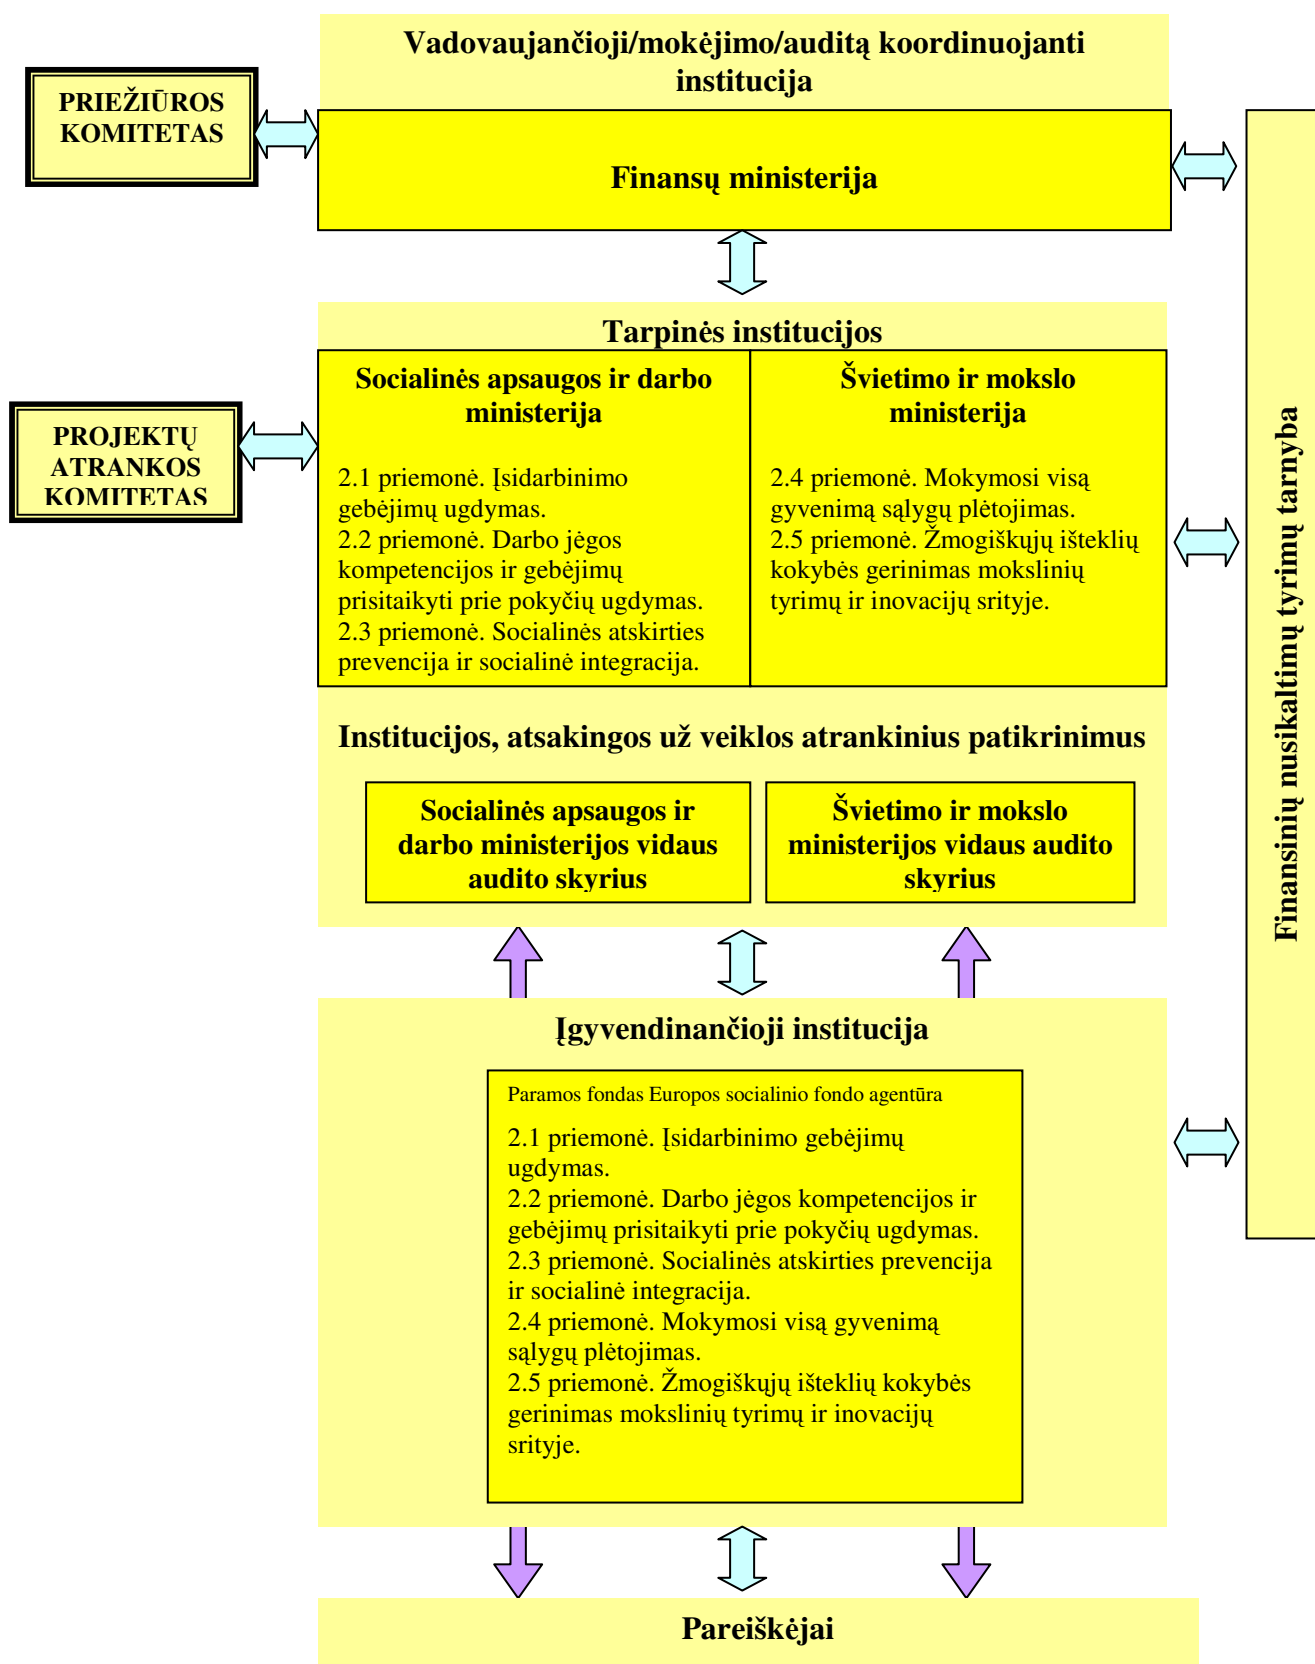 Vadovaujančioji/mokėjimo/auditą koordinuojanti
institucija
PRIEŽIŪROS
KOMITETAS
Finansų ministerija
Tarpinės institucijos
Socialinės apsaugos ir darbo
ministerija
2.1 priemonė. Įsidarbinimo
gebėjimų ugdymas.
2.2 priemonė. Darbo jėgos
kompetencijos ir gebėjimų
prisitaikyti prie pokyčių ugdymas.
2.3 priemonė. Socialinės atskirties
prevencija ir socialinė integracija.
Švietimo ir mokslo
ministerija
2.4 priemonė. Mokymosi visą
gyvenimą sąlygų plėtojimas.
2.5 priemonė. Žmogiškųjų išteklių
kokybės gerinimas mokslinių
tyrimų ir inovacijų srityje.
PROJEKTŲ
ATRANKOS
KOMITETAS
Finansinių nusikaltimų tyrimų tarnyba
Institucijos, atsakingos už veiklos atrankinius patikrinimus
Socialinės apsaugos ir
darbo ministerijos vidaus
audito skyrius
Švietimo ir mokslo
ministerijos vidaus audito
skyrius
Įgyvendinančioji institucija
Paramos fondas Europos socialinio fondo agentūra
2.1 priemonė. Įsidarbinimo gebėjimų
ugdymas.
2.2 priemonė. Darbo jėgos kompetencijos ir
gebėjimų prisitaikyti prie pokyčių ugdymas.
2.3 priemonė. Socialinės atskirties prevencija
ir socialinė integracija.
2.4 priemonė. Mokymosi visą gyvenimą
sąlygų plėtojimas.
2.5 priemonė. Žmogiškųjų išteklių kokybės
gerinimas mokslinių tyrimų ir inovacijų
srityje.
Pareiškėjai